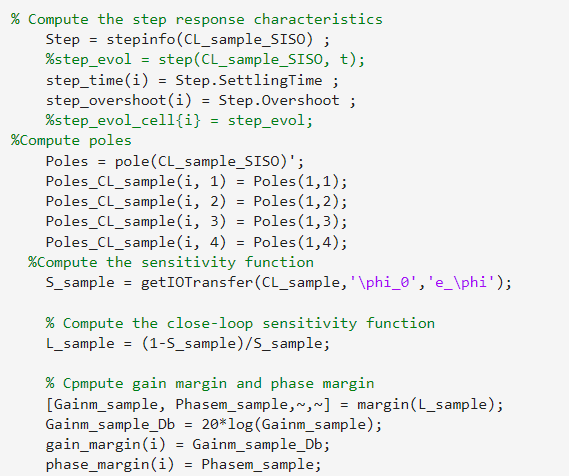 % Compute the step response characteristics
Step = stepinfo(CL_sample_SISO) ;
%step_evol = step(CL_sample_SISO, t);
step_time(i) = Step.SettlingTime ;
step_overshoot(i) = Step.Overshoot ;
%step_evol_cell{i} = step_evol;
%Compute poles
Poles = pole(CL_sample_SISO)';
Poles_CL_sample(i, 1) = Poles(1,1);
Poles_CL_sample(i, 2) = Poles(1,2);
Poles_CL_sample(i, 3) = Poles(1,3);
Poles_CL_sample(i, 4) = Poles(1,4);
%Compute the sensitivity function
S_sample = getIOTransfer(CL_sample,'\phi_0','e_\phi');
% Compute the close-loop sensitivity function
L_sample = (1-S_sample)/S_sample;
% Cpmpute gain margin and phase margin
[Gainm_sample, Phasem_sample,~,~] = margin(L_sample);
Gainm_sample_Db = 20*log(Gainm_sample);
gain_margin(i) = Gainm_sample_Db;
phase_margin(i) = Phasem_sample;